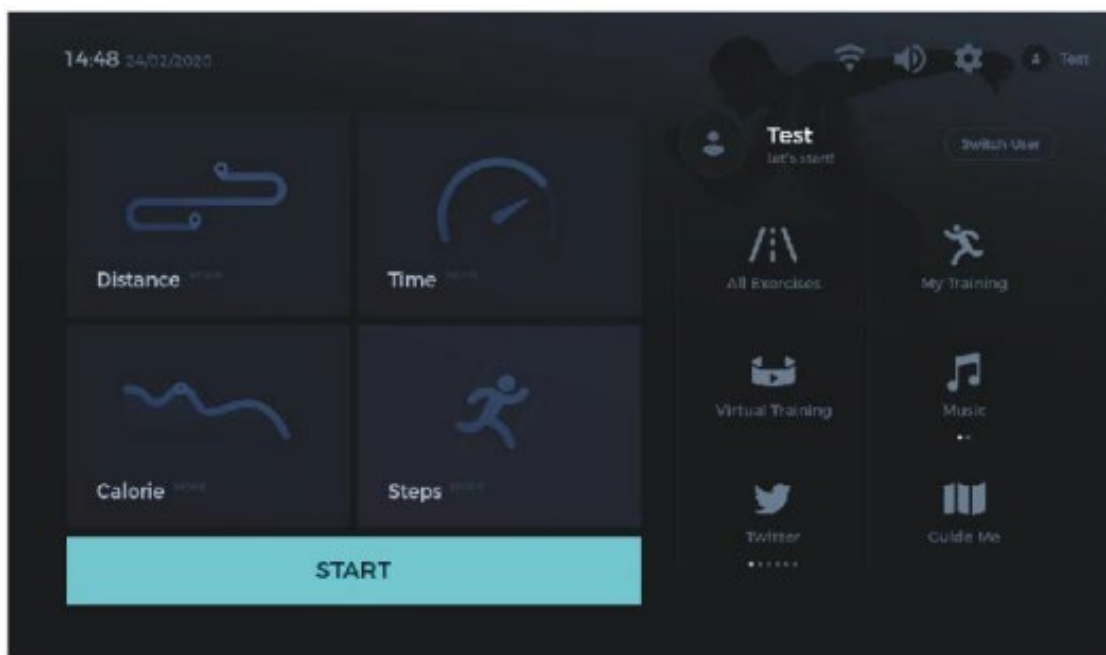 14:48 24/02/2020
Test
Test
Let's start!
Switch User
Distance
Time
Calorie
Steps
START
All Exercises
My Training
Virtual Training
Music
Twitter
Guide Me